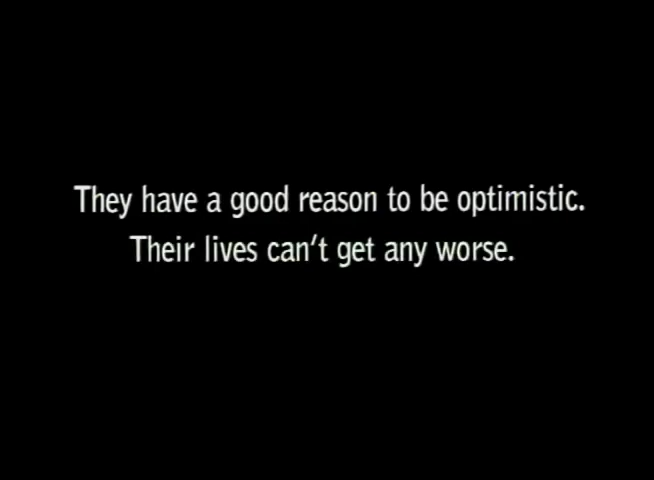 They have a good reason to be optimistic.
Their lives can't get any worse.